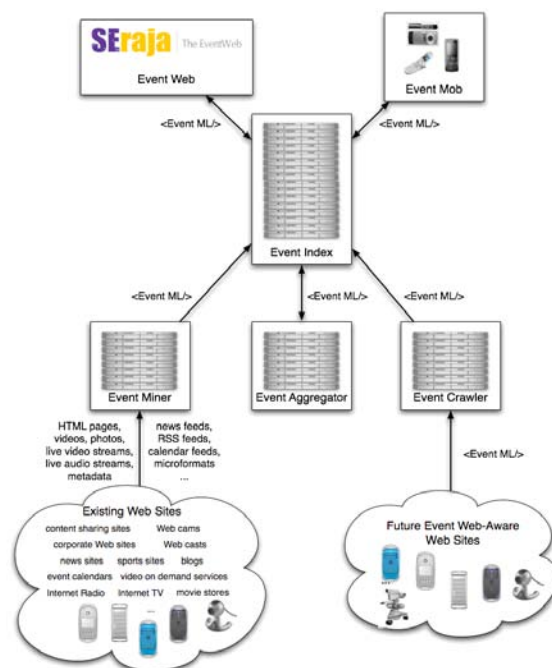 SEraja The EventWeb
Event Web
Event Mob
<Event ML/>
<Event ML/>
Event Index
<Event ML/>
<Event ML/>
<Event ML/>
Event Miner
Event Aggregator
Event Crawler
HTML pages,
videos, photos,
live video streams,
live audio streams,
metadata
news feeds,
RSS feeds,
calendar feeds,
microformats
...
<Event ML/>
Existing Web Sites
content sharing sites Web cams
corporate Web sites Web casts
news sites sports sites blogs
event calendars video on demand services
Internet Radio Internet TV movie stores
Future Event Web-Aware
Web Sites